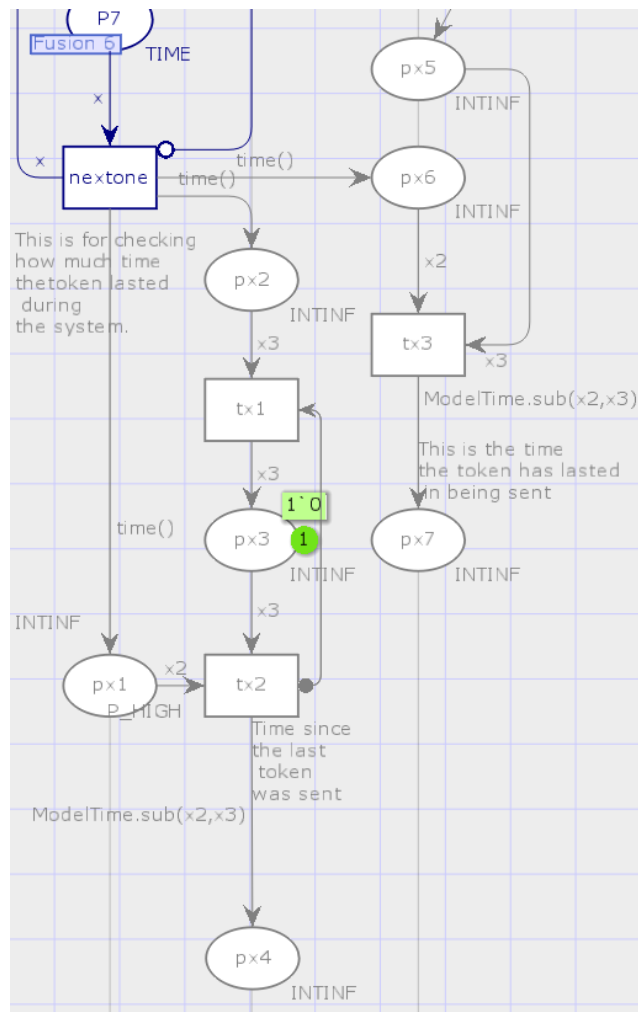 P7
Fusion 6
TIME
px5
INTINF
x
x
time()
nextone
time()
px6
INTINF
This is for checking
how much time
thetoken lasted
during
the system.
px2
x2
INTINF
x3
tx3
x3
tx1
ModelTime.sub(x2,x3)
This is the time
the token has lasted
in being sent
x3
1`0
time()
px3
1
px7
INTINF
INTINF
x3
INTINF
x2
px1
tx2
P_HIGH
Time since
the last
token
was sent
ModelTime.sub(x2,x3)
px4
INTINF